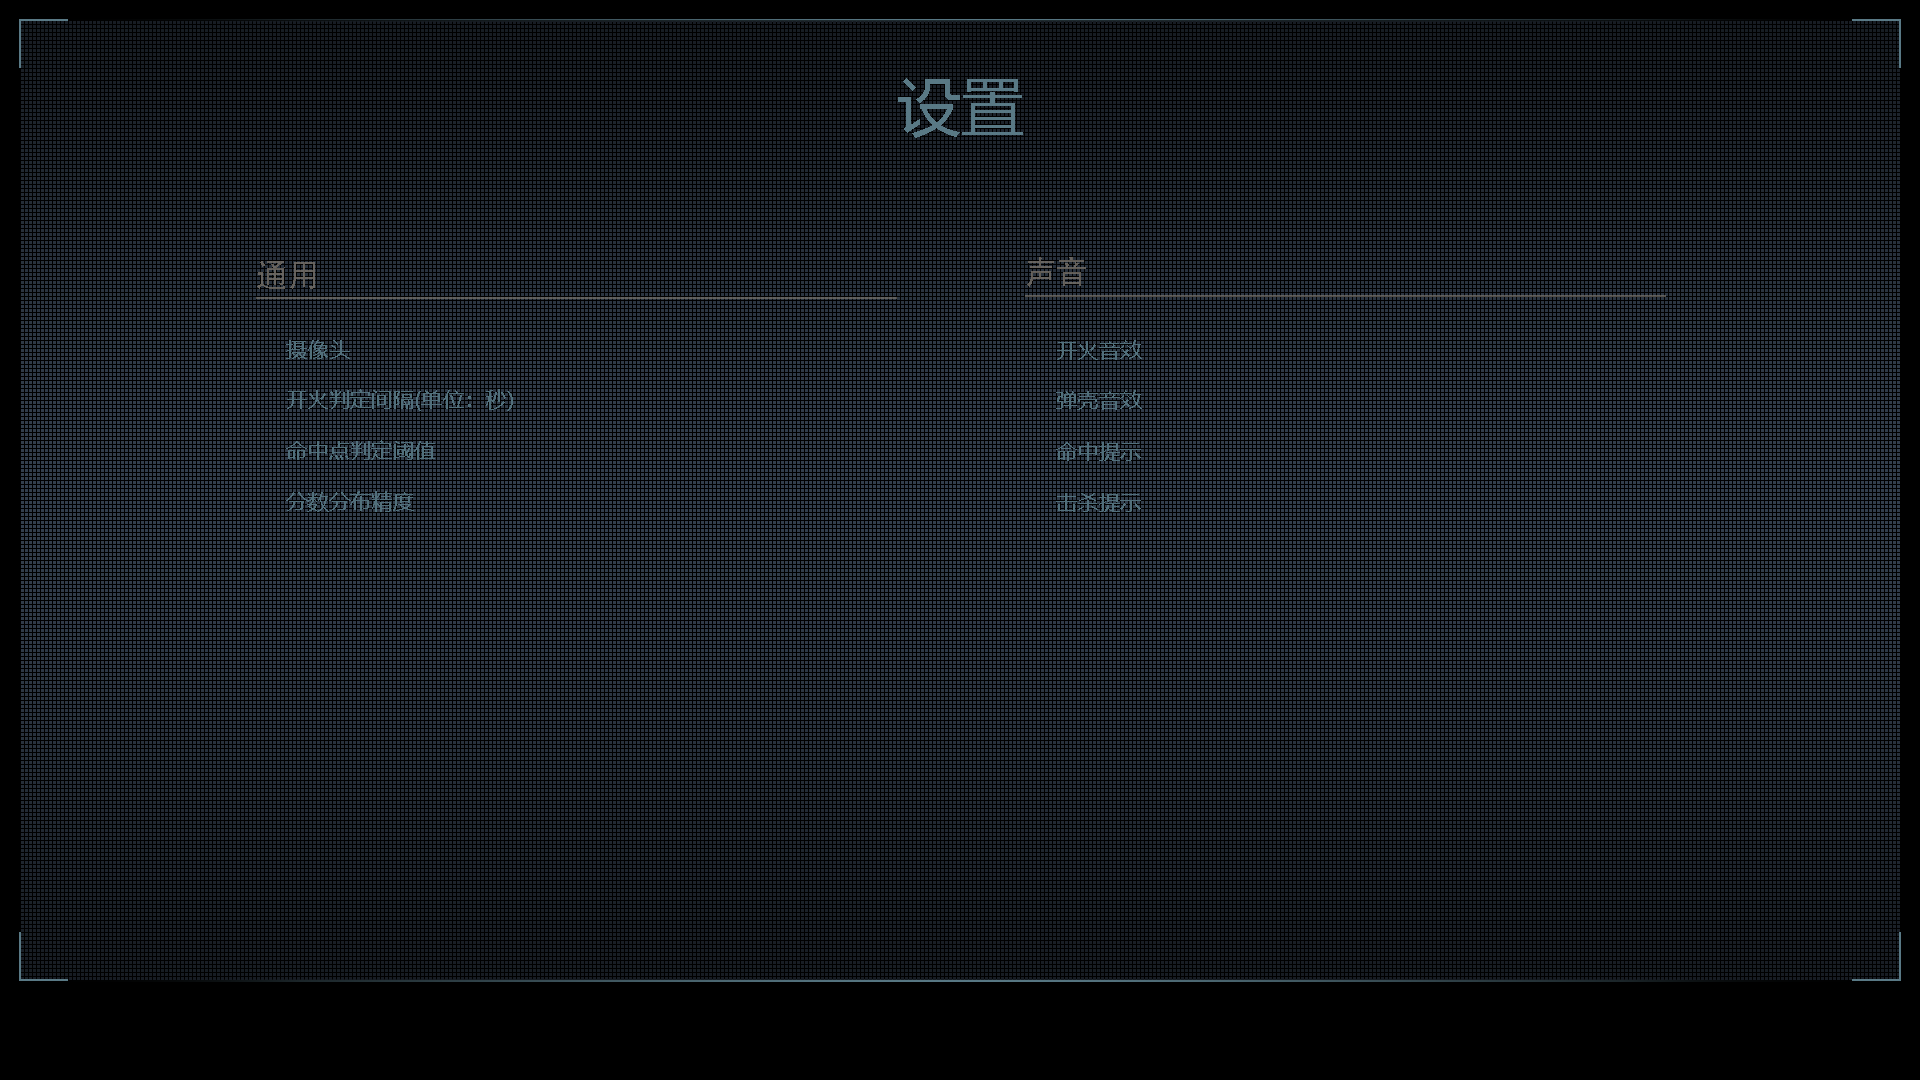 设置
通用
摄像头
开火判定间隔(单位：秒)
命中点判定阈值
分数分布精度
声音
开火音效
弹壳音效
命中提示
击杀提示